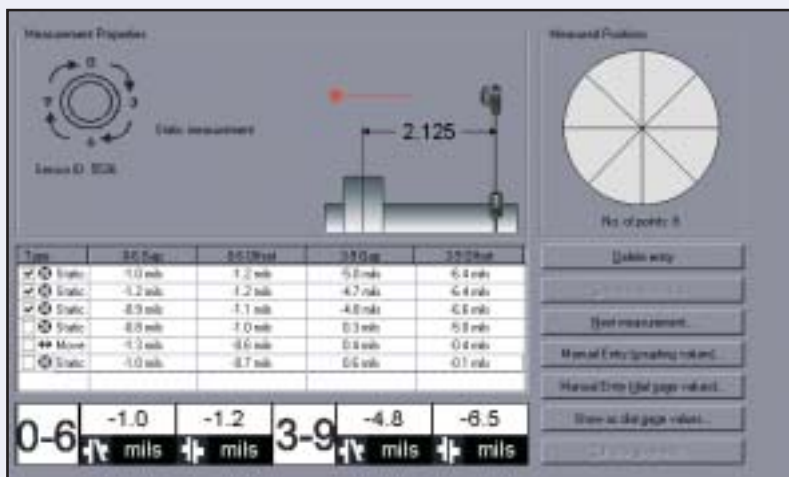 Measurement Properties
Measured Positions
0
3
6
9
Static measurement
2.125
Sensor ID: 5536
No. of points: 8
Type 0-6 Gap 0-6 Offset 3-9 Gap 3-9 Offset
Static -1.0 mils -1.2 mils -5.0 mils -6.4 mils
Static -1.2 mils -1.2 mils -4.7 mils -6.4 mils
Static -0.9 mils -1.1 mils -4.8 mils -6.6 mils
Static -0.8 mils -1.0 mils 0.3 mils mils
Move -1.3 mils -0.6 mils mils mils
Static -1.0 mils -0.7 mils 0.6 mils -0.1 mils
Delete entry
Next measurement...
Manual Entry (coupling values)...
Manual Entry (dial gage values)...
Show as dial gage values...
0-6 -1.0 mils -1.2 mils 3-9 -4.8 mils -6.5 mils